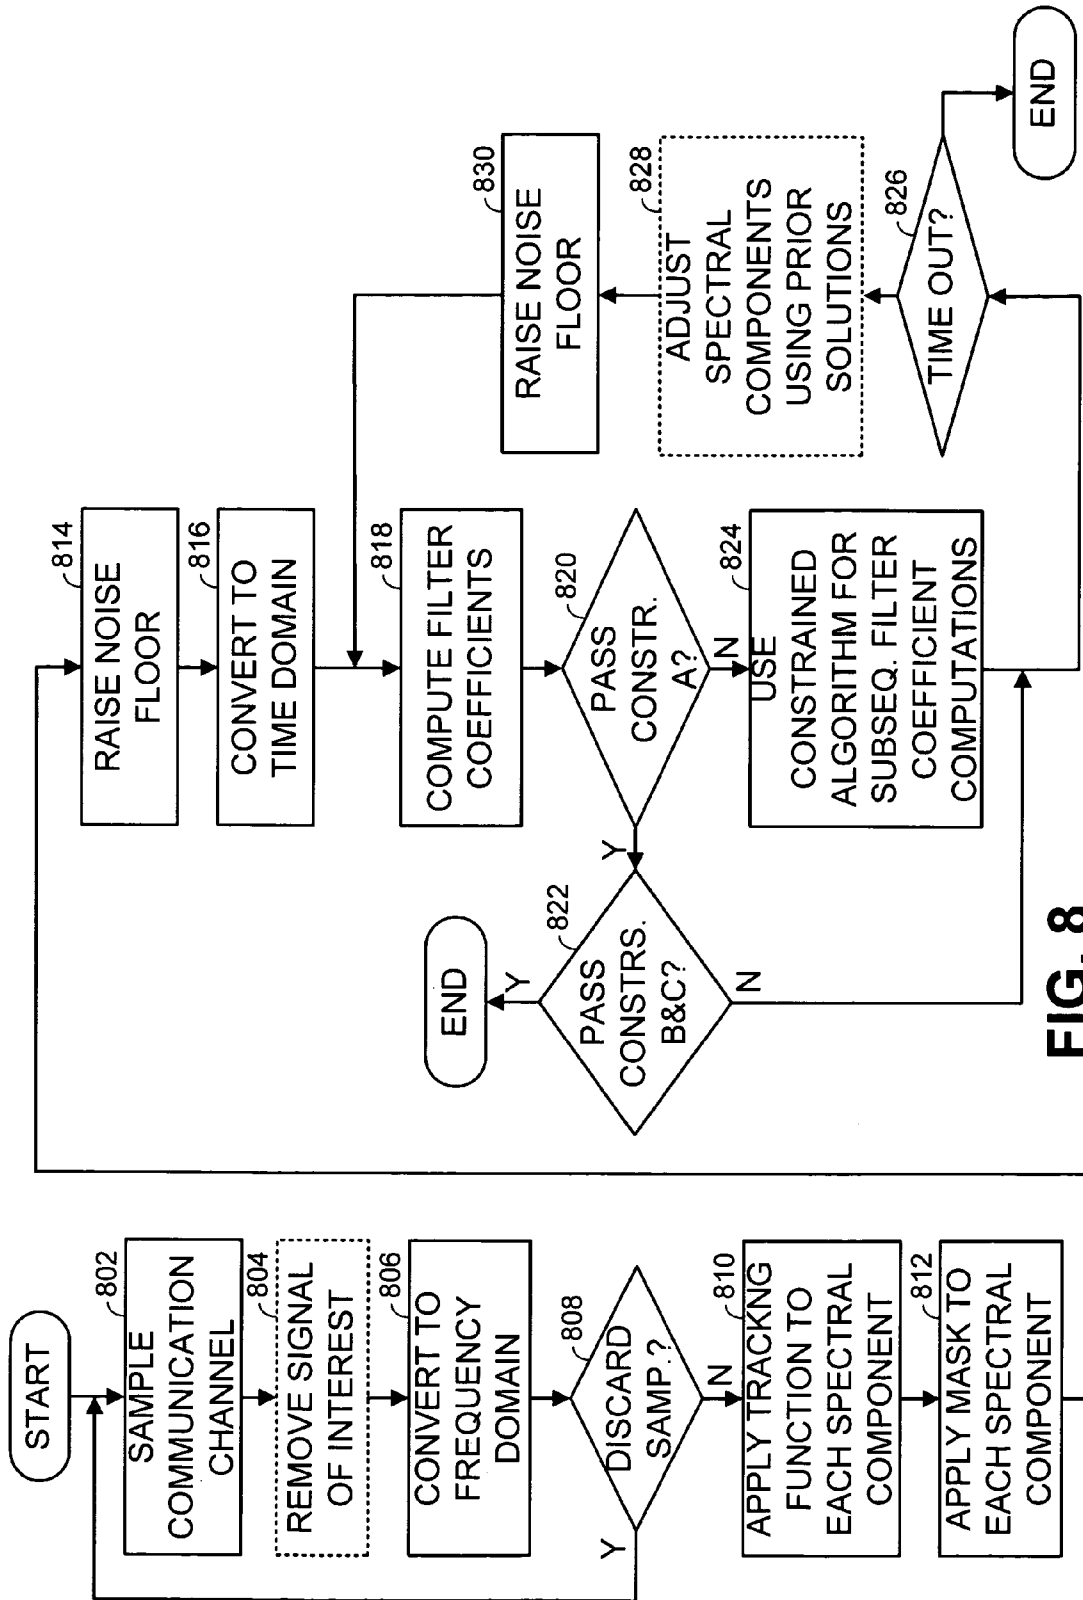 START
802
SAMPLE
COMMUNICATION
CHANNEL
804
REMOVE SIGNAL
OF INTEREST
806
CONVERT TO
FREQUENCY
DOMAIN
808
DISCARD
SAMP.?
Y
N
810
APPLY TRACKNG
FUNCTION TO
EACH SPECTRAL
COMPONENT
812
APPLY MASK TO
EACH SPECTRAL
COMPONENT
814
RAISE NOISE
FLOOR
816
CONVERT TO
TIME DOMAIN
818
COMPUTE FILTER
COEFFICIENTS
820
PASS
CONSTR.
A?
Y
N
822
PASS
CONSTRS.
B&C?
Y
N
END
824
USE
CONSTRAINED
ALGORITHM FOR
SUBSEQ. FILTER
COEFFICIENT
COMPUTATIONS
826
TIME OUT?
END
828
ADJUST
SPECTRAL
COMPONENTS
USING PRIOR
SOLUTIONS
830
RAISE NOISE
FLOOR
FIG. 8